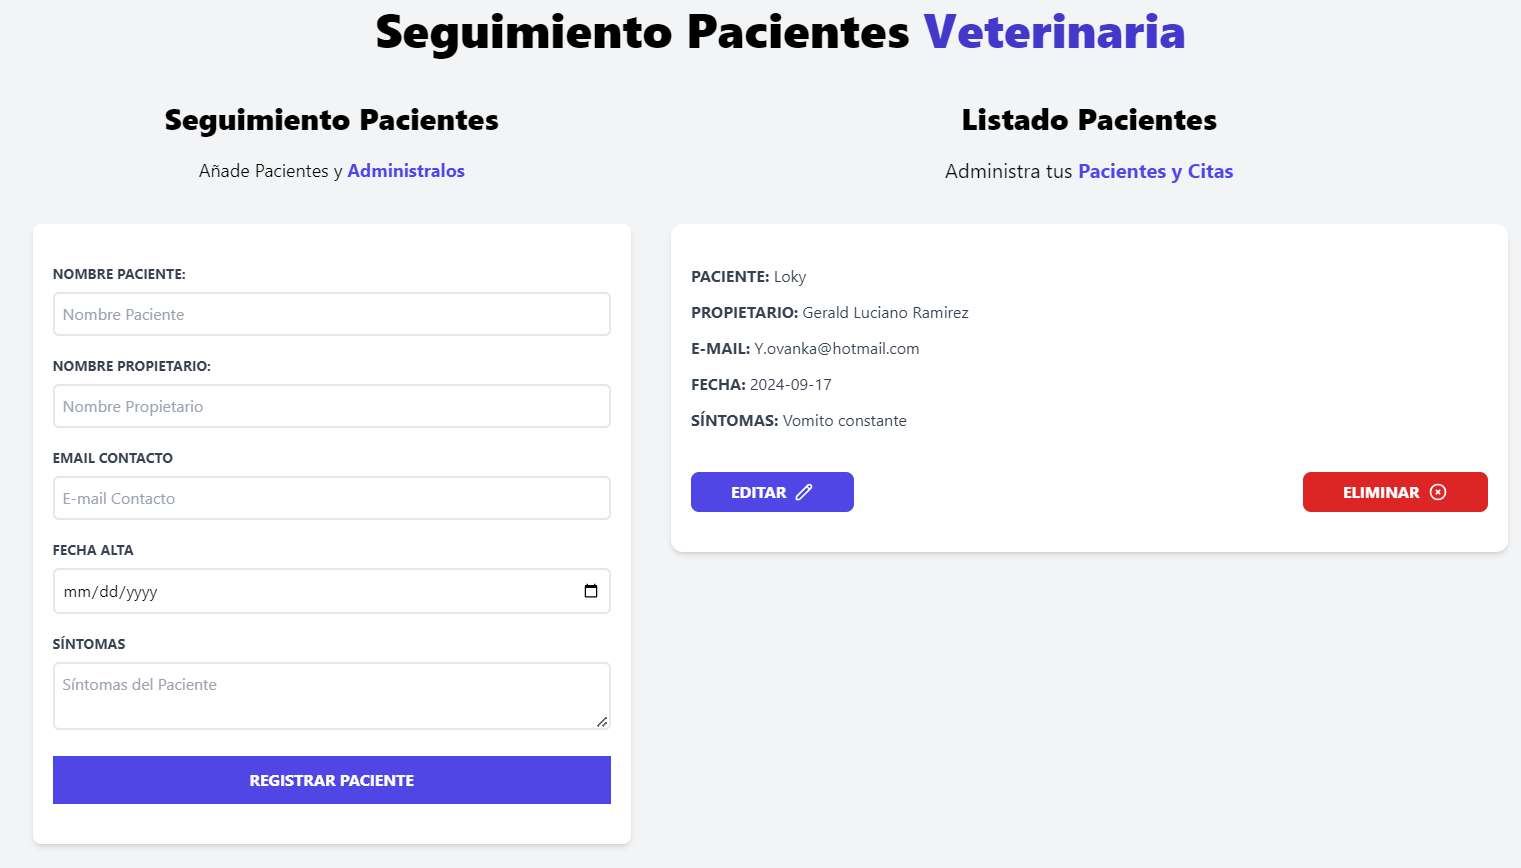 Seguimiento Pacientes Veterinaria
Seguimiento Pacientes
Añade Pacientes y Administralos
NOMBRE PACIENTE:
Nombre Paciente
NOMBRE PROPIETARIO:
Nombre Propietario
EMAIL CONTACTO
E-mail Contacto
FECHA ALTA
mm/dd/yyyy
SÍNTOMAS
Síntomas del Paciente
REGISTRAR PACIENTE
Listado Pacientes
Administra tus Pacientes y Citas
PACIENTE: Loky
PROPIETARIO: Gerald Luciano Ramirez
E-MAIL: Y.ovanka@hotmail.com
FECHA: 2024-09-17
SÍNTOMAS: Vomito constante
EDITAR
ELIMINAR